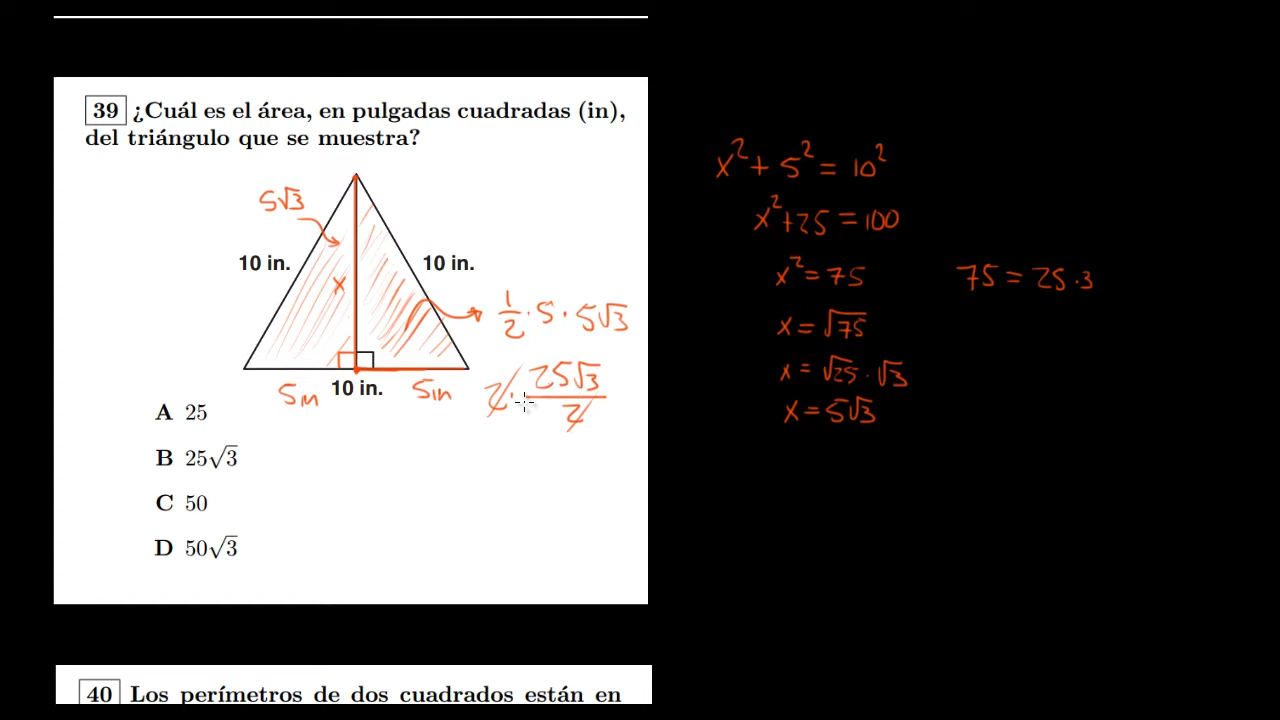 39 ¿Cuál es el área, en pulgadas cuadradas (in),
del triángulo que se muestra?
5√3
10 in.
10 in.
x
1/2 · 5 · 5√3
2 · 25√3/2
5in
10 in.
5in
A 25
B 25√3
C 50
D 50√3
x² + 5² = 10²
x² + 25 = 100
x² = 75
75 = 25 · 3
x = √75
x = √25 · √3
x = 5√3
40 Los perímetros de dos cuadrados están en